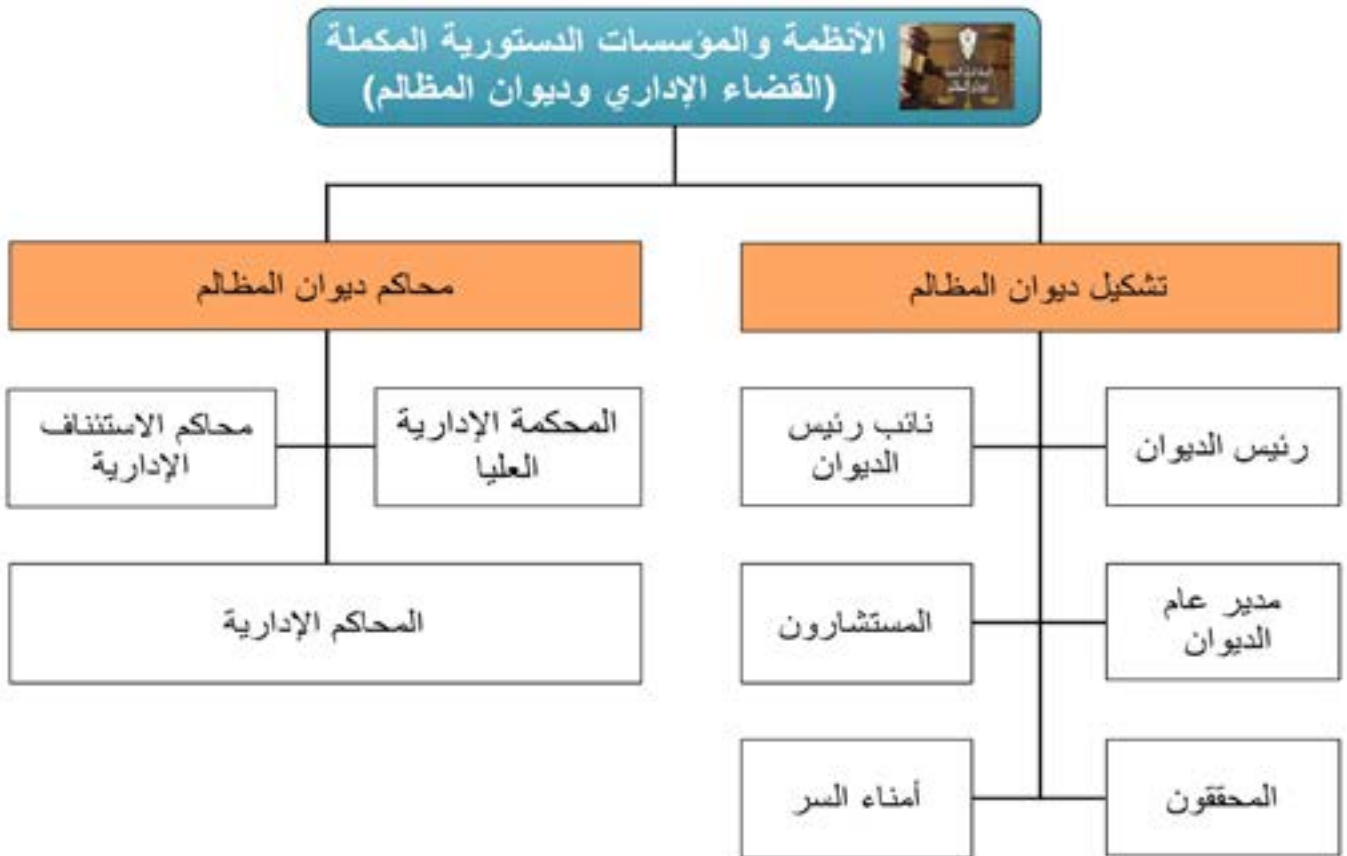 الأنظمة والمؤسسات الدستورية المكملة
(القضاء الإداري وديوان المظالم)
تشكيل ديوان المظالم
محاكم ديوان المظالم
رئيس الديوان
نائب رئيس
الديوان
المحكمة الإدارية
العليا
محاكم الاستئناف
الإدارية
مدير عام
الديوان
المستشارون
المحاكم الإدارية
المحققون
أمناء السر